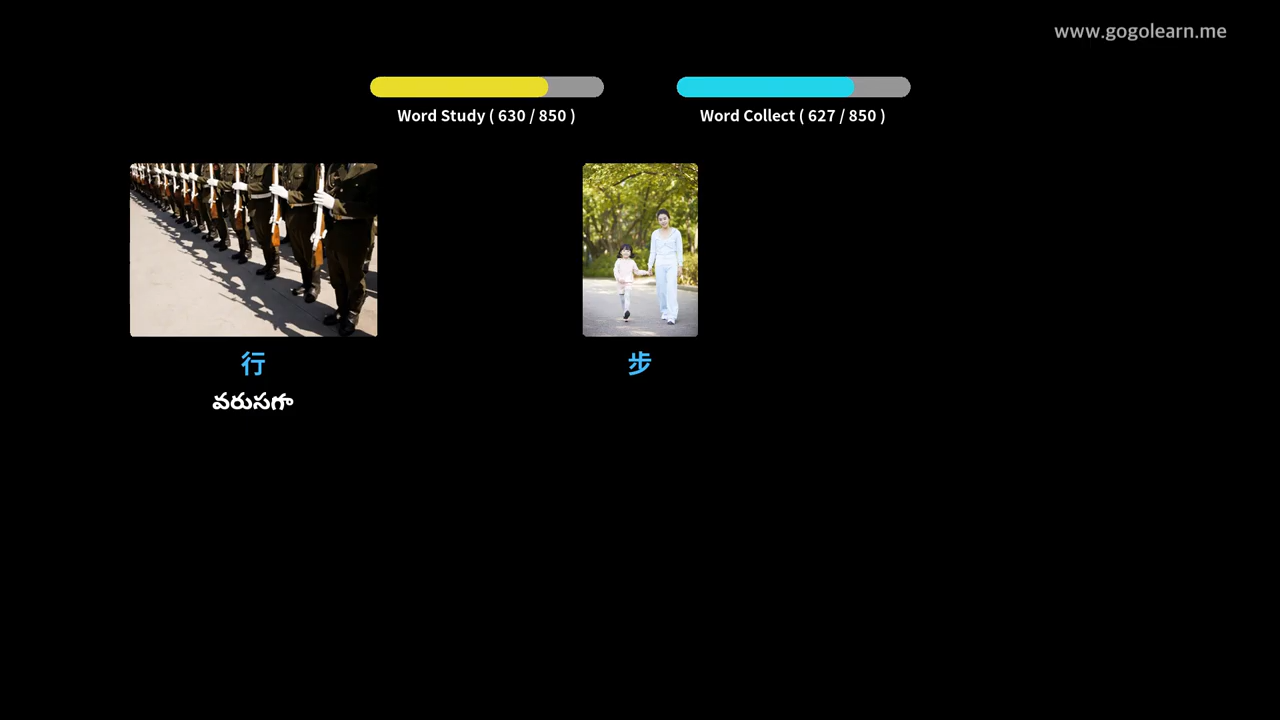 www.gogolearn.me
Word Study ( 630 / 850 )
Word Collect ( 627 / 850 )
行
步
వరుసగా